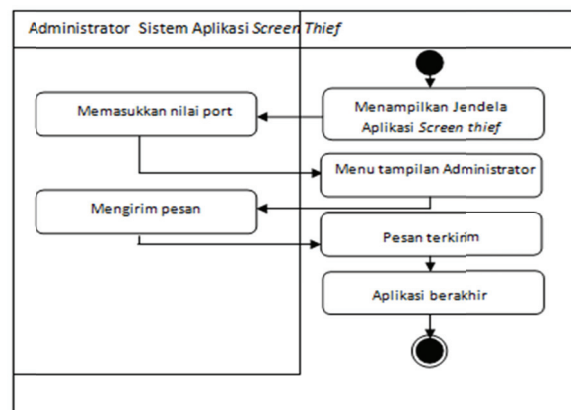 Administrator Sistem Aplikasi Screen Thief
Memasukkan nilai port
Menampilkan Jendela
Aplikasi Screen thief
Menu tampilan Administrator
Mengirim pesan
Pesan terkirim
Aplikasi berakhir